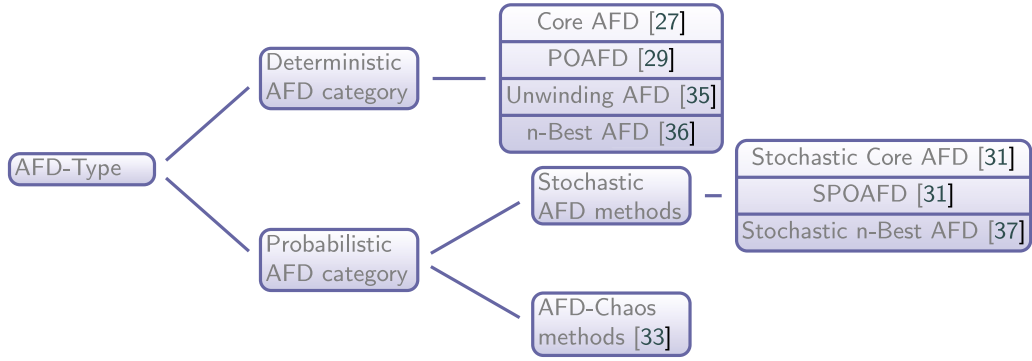 AFD-Type
Deterministic
AFD category
Core AFD [27]
POAFD [29]
Unwinding AFD [35]
n-Best AFD [36]
Probabilistic
AFD category
Stochastic
AFD methods
Stochastic Core AFD [31]
SPOAFD [31]
Stochastic n-Best AFD [37]
AFD-Chaos
methods [33]